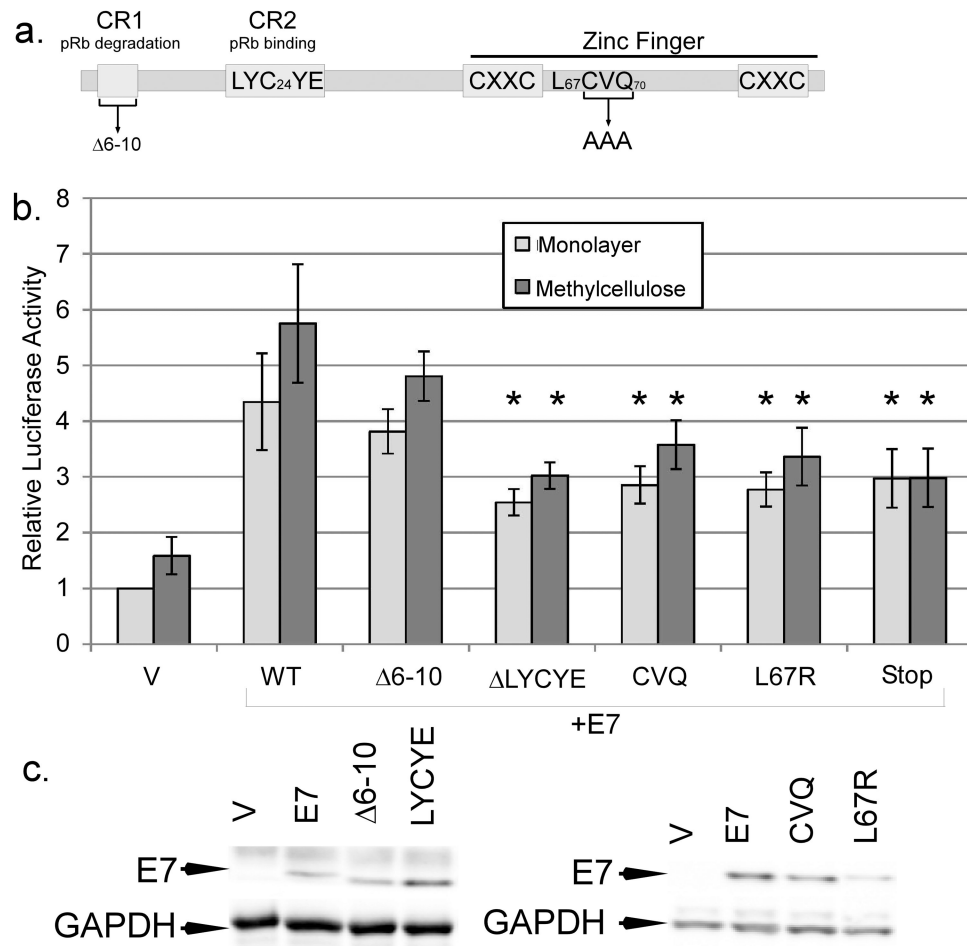 a.
CR1
pRb degradation
CR2
pRb binding
Zinc Finger
LYC24YE
CXXC
L67CVQ70
CXXC
Δ6-10
AAA
b.
Relative Luciferase Activity
8
7
6
5
4
3
2
1
0
Monolayer
Methylcellulose
* * * * * * * *
V
WT
Δ6-10
ΔLYCYE
CVQ
L67R
Stop
+E7
c.
V
E7
Δ6-10
LYCYE
E7
GAPDH
V
E7
CVQ
L67R
E7
GAPDH